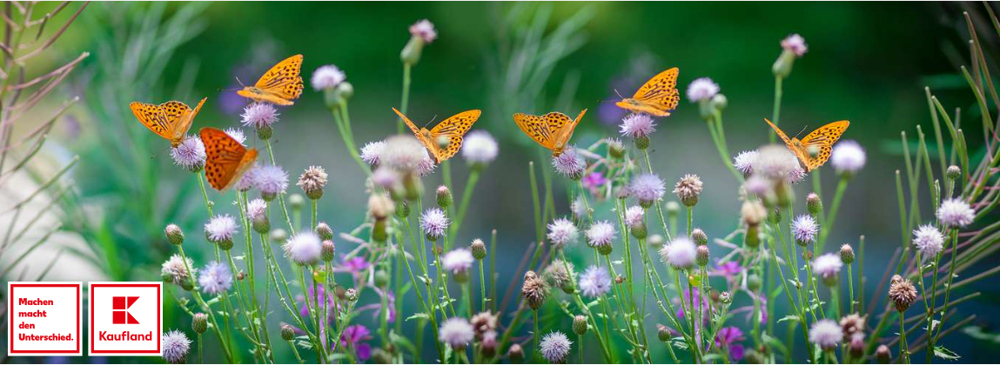 Machen
macht
den
Unterschied.
Kaufland